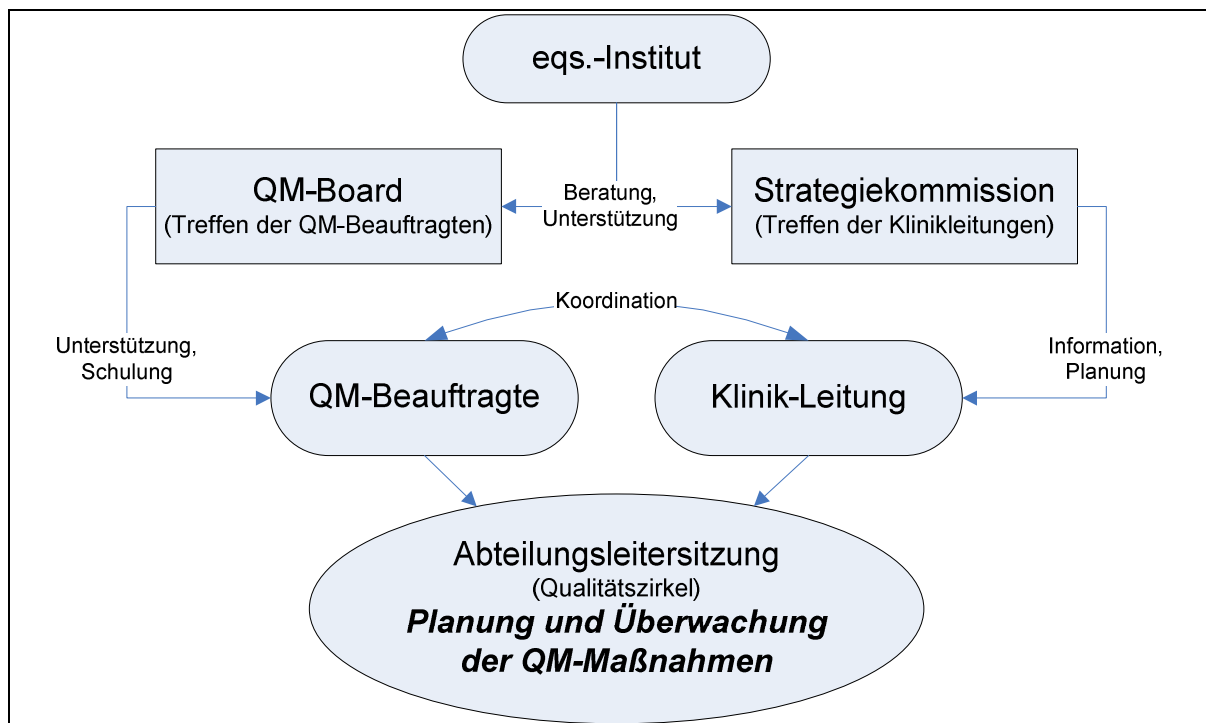 eqs.-Institut
QM-Board
(Treffen der QM-Beauftragten)
Beratung,
Unterstützung
Strategiekommission
(Treffen der Klinikleitungen)
Koordination
Unterstützung,
Schulung
QM-Beauftragte
Klinik-Leitung
Information,
Planung
Abteilungsleitersitzung
(Qualitätszirkel)
Planung und Überwachung
der QM-Maßnahmen